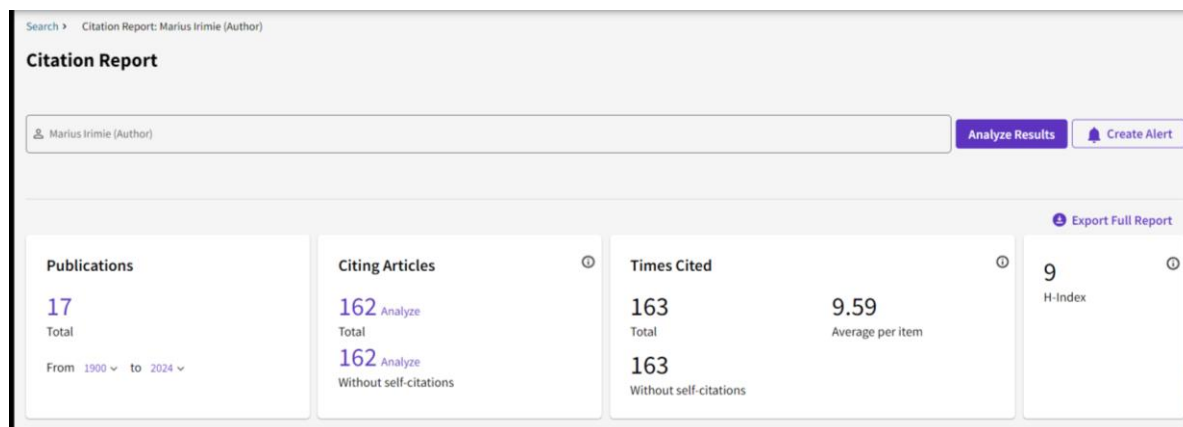 Search > Citation Report: Marius Irimie (Author)
Citation Report
Marius Irimie (Author)
Analyze Results
Create Alert
Export Full Report
Publications
17
Total
From 1900 to 2024
Citing Articles
162 Analyze
Total
162 Analyze
Without self-citations
Times Cited
163
Total
163
Without self-citations
9.59
Average per item
9
H-Index